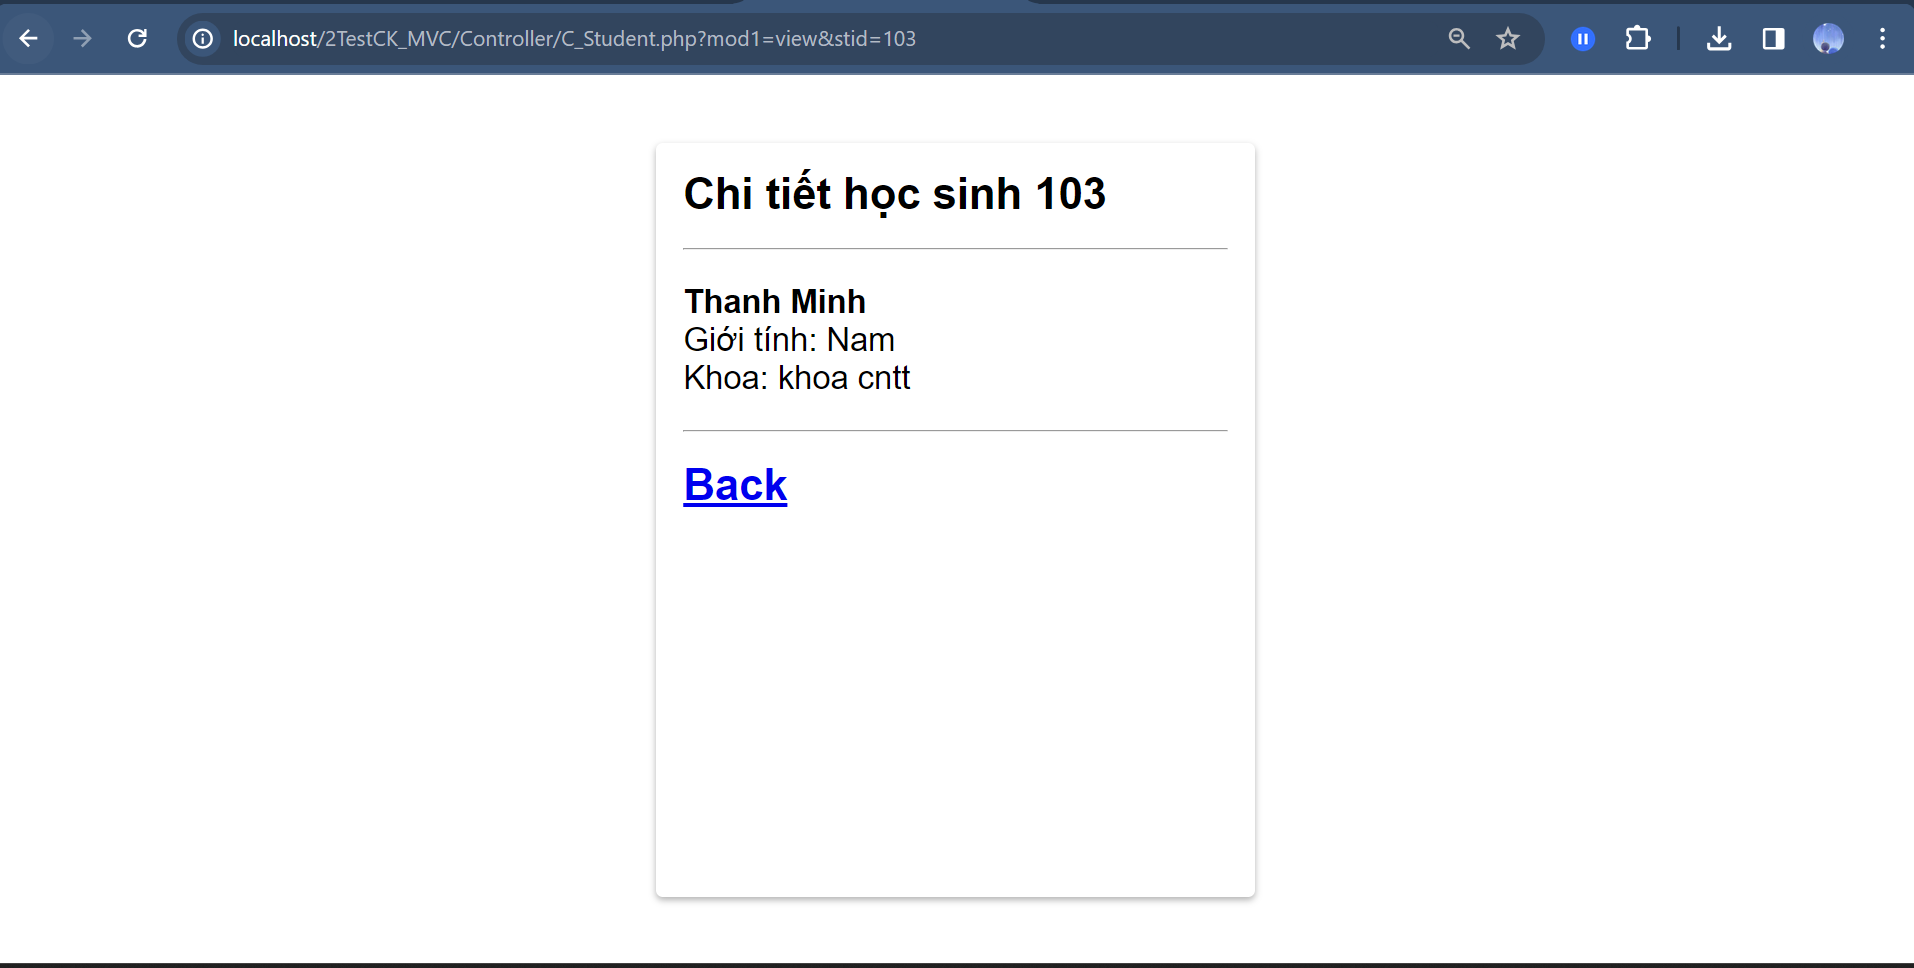 localhost/2TestCK_MVC/Controller/C_Student.php?mod1=view&stid=103
Chi tiết học sinh 103
Thanh Minh
Giới tính: Nam
Khoa: khoa cntt
Back